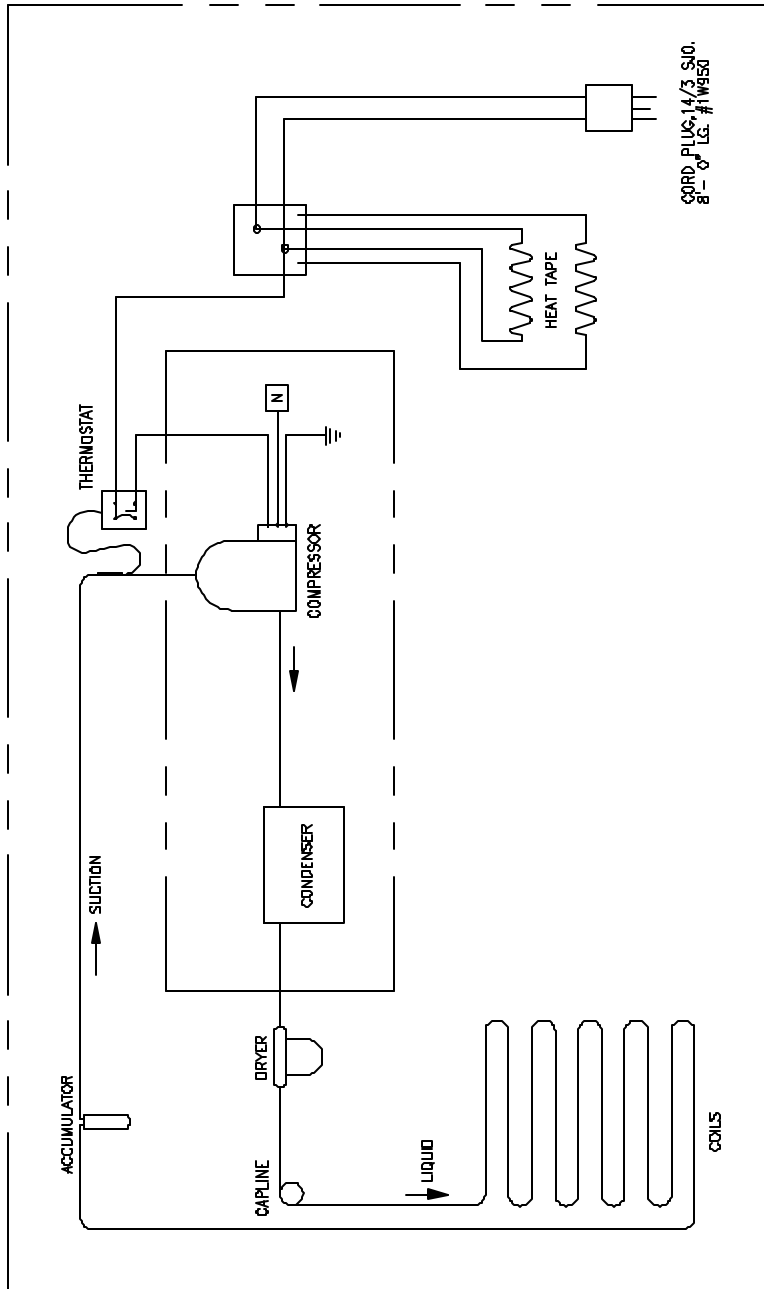 ACCUMULATOR
SUCTION
THERMOSTAT
CAPLINE
DRYER
N
CONDENSER
COMPRESSOR
LIQUID
HEAT TAPE
COILS
CORD PLUG,14/3 SJO.
8'- 0" LG. #1W950